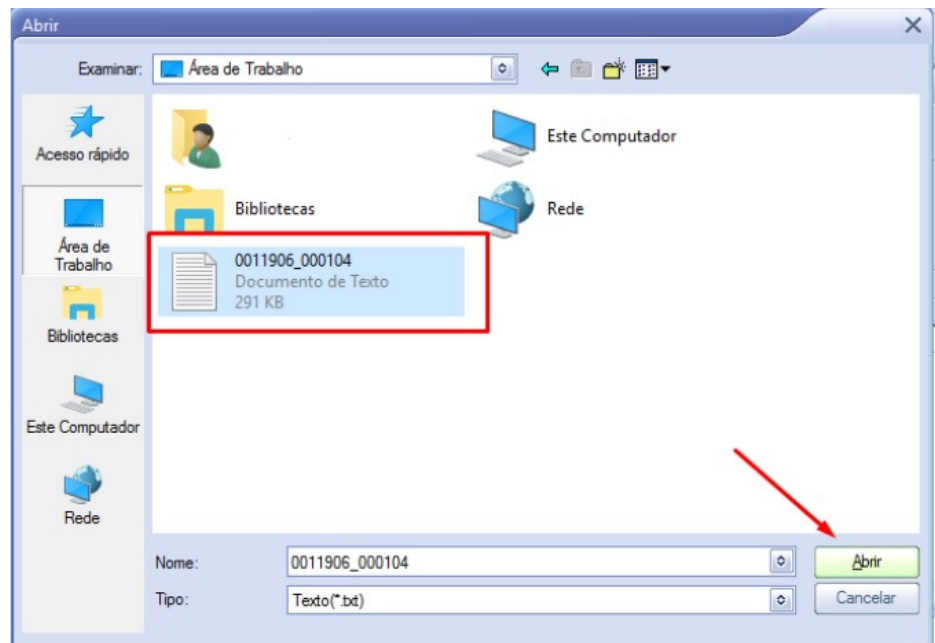 Abrir
Examinar:
Área de Trabalho
Acesso rápido
Área de
Trabalho
Bibliotecas
Este Computador
Rede
Este Computador
Bibliotecas
Rede
0011906_000104
Documento de Texto
291 KB
Nome:
0011906_000104
Abrir
Tipo:
Texto(*.txt)
Cancelar